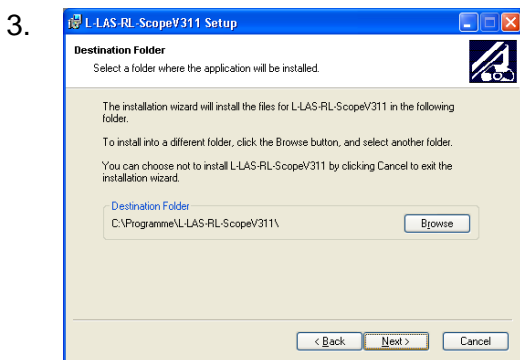 3.
L-LAS-RL-ScopeV311 Setup
Destination Folder
Select a folder where the application will be installed.
The installation wizard will install the files for L-LAS-RL-ScopeV311 in the following
folder.
To install into a different folder, click the Browse button, and select another folder.
You can choose not to install L-LAS-RL-ScopeV311 by clicking Cancel to exit the
installation wizard.
Destination Folder
C:\Programme\L-LAS-RL-ScopeV311\
Browse
< Back
Next >
Cancel